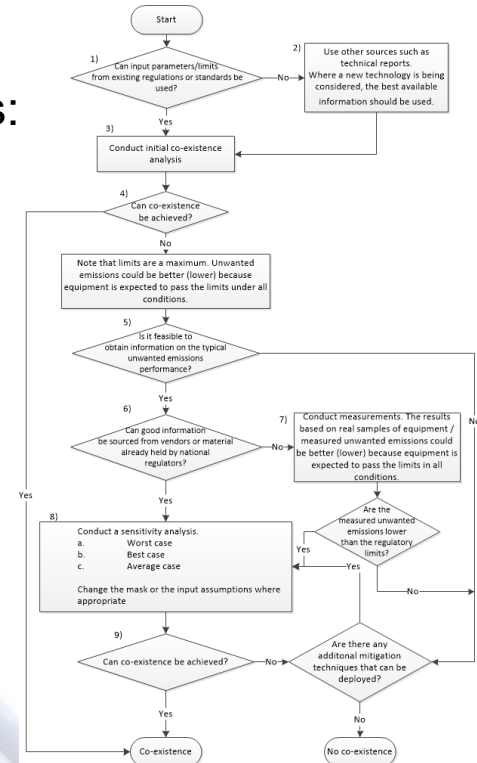 s:
Start
1)
Can input parameters/limits
from existing regulations or standards be
used?
No
2)
Use other sources such as
technical reports.
Where a new technology is being
considered, the best available
information should be used.
Yes
3)
Conduct initial co-existence
analysis
4)
Can co-existence
be achieved?
No
Note that limits are a maximum. Unwanted
emissions could be better (lower) because
equipment is expected to pass the limits under all
conditions.
5)
Is it feasible to
obtain information on the typical
unwanted emissions
performance?
Yes
No
6)
Can good information
be sourced from vendors or material
already held by national
regulators?
No
7)
Conduct measurements. The results
based on real samples of equipment /
measured unwanted emissions could
be better (lower) because equipment is
expected to pass the limits in all
conditions.
Yes
Yes
Are the
measured unwanted
emissions lower
than the regulatory
limits?
Yes
No
8)
Conduct a sensitivity analysis.
a. Worst case
b. Best case
c. Average case
Change the mask or the input assumptions where
appropriate
Yes
9)
Can co-existence be achieved?
No
Are there any
additonal mitigation
techniques that can be
deployed?
Yes
No
Co-existence
No co-existence